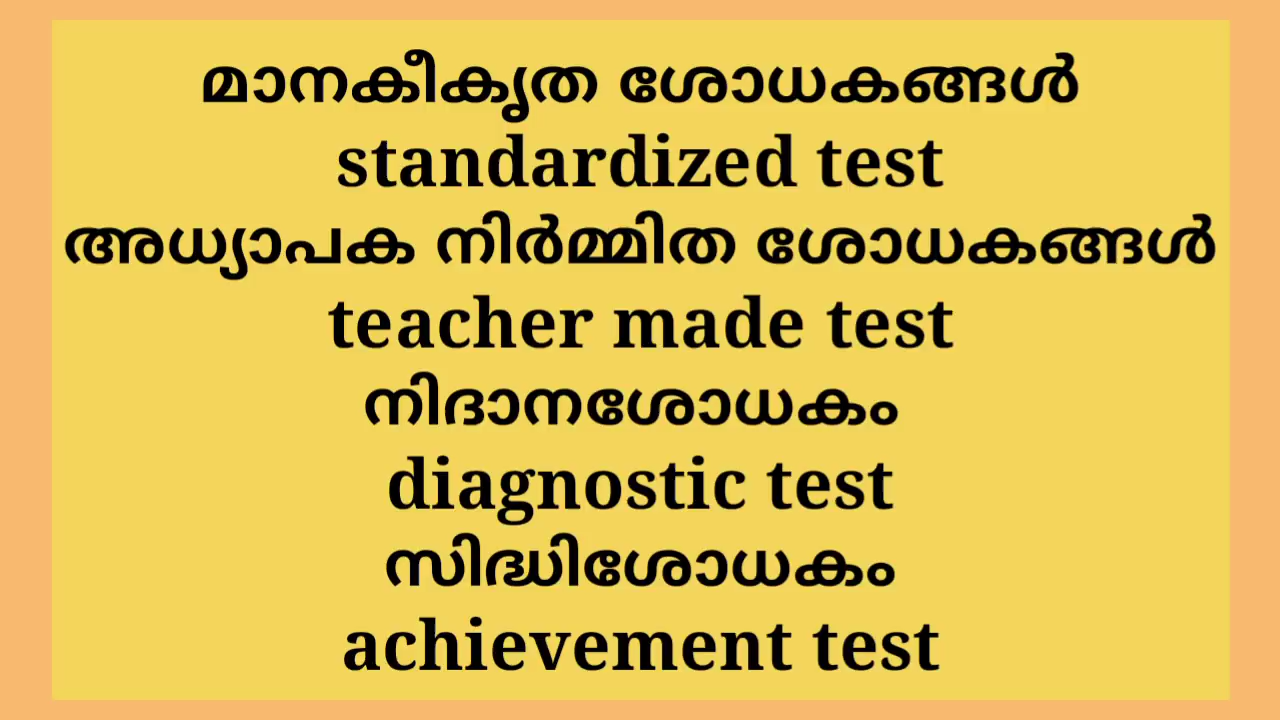 മാനകീകൃത ശോധകങ്ങൾ
standardized test
അധ്യാപക നിർമ്മിത ശോധകങ്ങൾ
teacher made test
നിദാനശോധകം
diagnostic test
സിദ്ധിശോധകം
achievement test